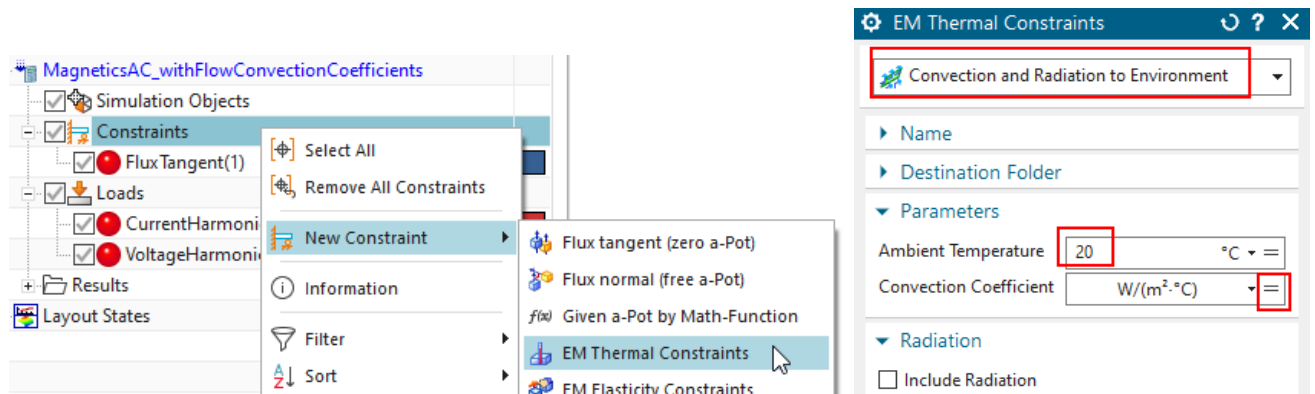 MagneticsAC_withFlowConvectionCoefficients
Simulation Objects
Constraints
FluxTangent(1)
Loads
CurrentHarmoni
VoltageHarmoni
Results
Layout States
Select All
Remove All Constraints
New Constraint
Information
Filter
Sort
Flux tangent (zero a-Pot)
Flux normal (free a-Pot)
f(x) Given a-Pot by Math-Function
EM Thermal Constraints
EM Elasticity Constraints
EM Thermal Constraints
Convection and Radiation to Environment
Name
Destination Folder
Parameters
Ambient Temperature 20 °C
Convection Coefficient W/(m²·°C)
Radiation
Include Radiation